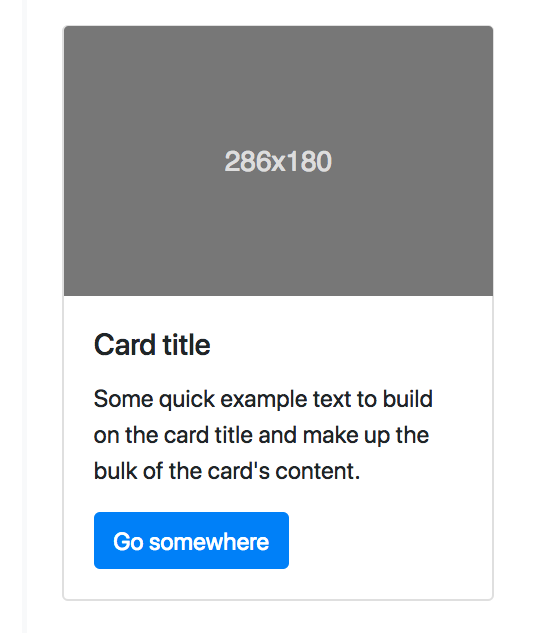 286x180
Card title
Some quick example text to build
on the card title and make up the
bulk of the card's content.
Go somewhere